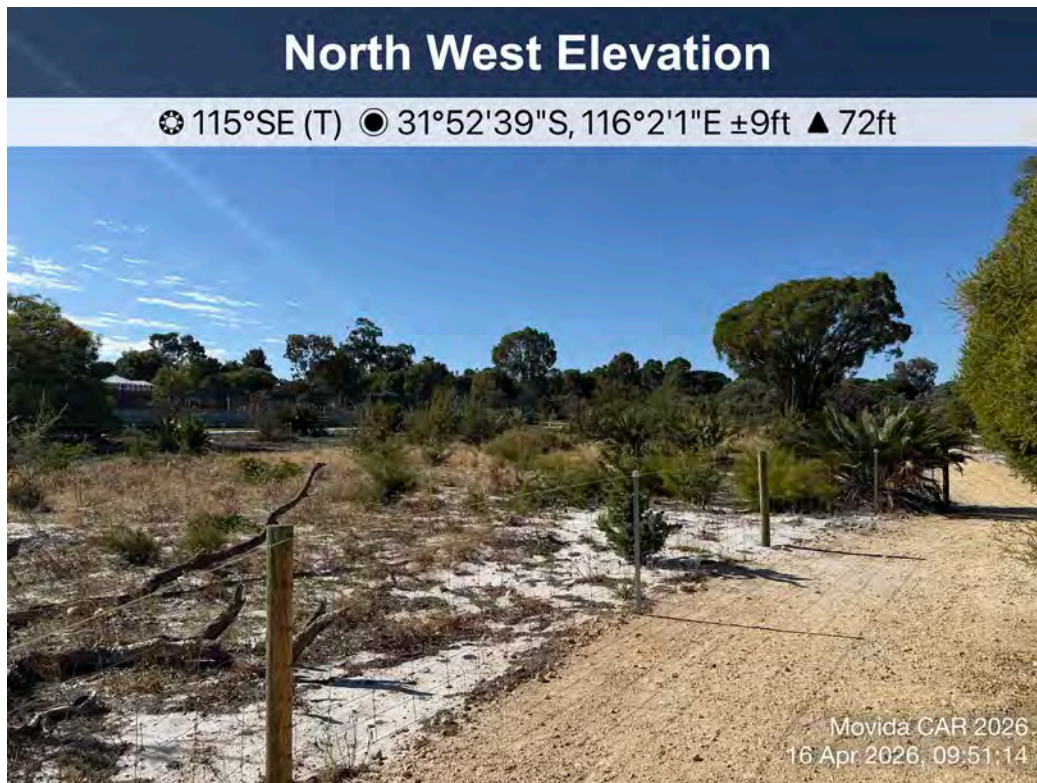 North West Elevation
115°SE (T) 31°52'39"S, 116°2'1"E ±9ft ▲ 72ft
Movida CAR 2026
16 Apr 2026, 09:51:14